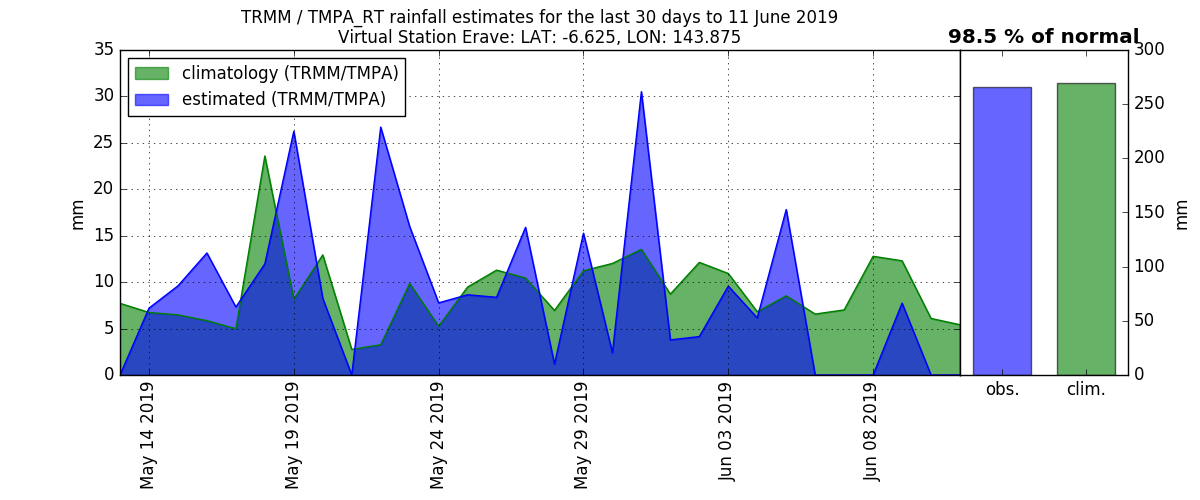 TRMM / TMPA_RT rainfall estimates for the last 30 days to 11 June 2019
Virtual Station Erave: LAT: -6.625, LON: 143.875
98.5 % of normal
climatology (TRMM/TMPA)
estimated (TRMM/TMPA)
35
30
25
20
15
10
5
0
mm
May 14 2019
May 19 2019
May 24 2019
May 29 2019
Jun 03 2019
Jun 08 2019
obs.
clim.
300
250
200
150
100
50
0
mm